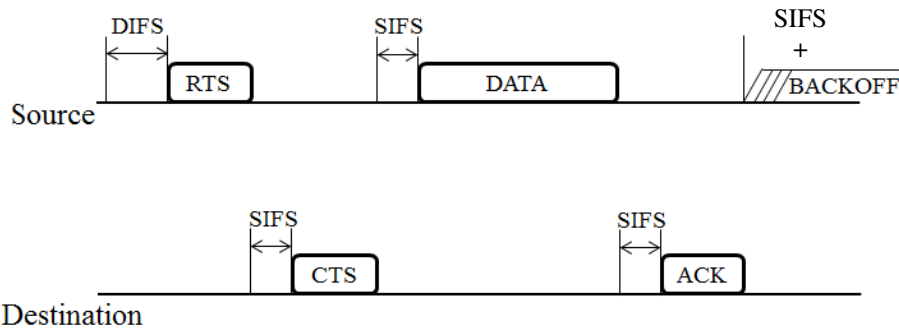 DIFS
SIFS
SIFS
+
RTS
DATA
BACKOFF
Source
SIFS
SIFS
CTS
ACK
Destination